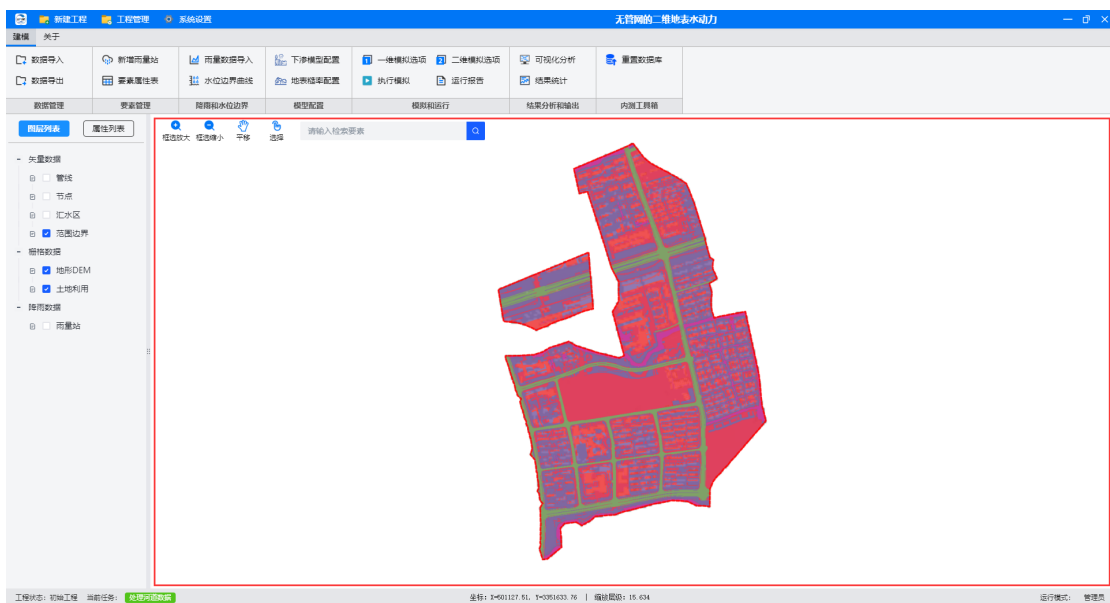 新建工程 工程管理 系统设置 无管网的二维地表水动力
建模 关于
数据导入 新增雨量站 雨量数据导入 下渗模型配置 一维模拟选项 二维模拟选项 可视化分析 重置数据库
数据导出 要素属性表 水位边界曲线 地表糙率配置 执行模拟 运行报告 结果统计
数据管理 要素管理 降雨和水位边界 模型配置 模拟和运行 结果分析和输出 内测工具箱
图层列表 属性列表
框选放大 框选缩小 平移 选择 请输入检索要素
矢量数据
管线
节点
汇水区
范围边界
栅格数据
地形DEM
土地利用
降雨数据
雨量站
工程状态: 初始工程 当前任务: 处理河道数据 坐标: X=501127.51, Y=3351633.76 | 缩放层级: 15.634 运行模式: 管理员